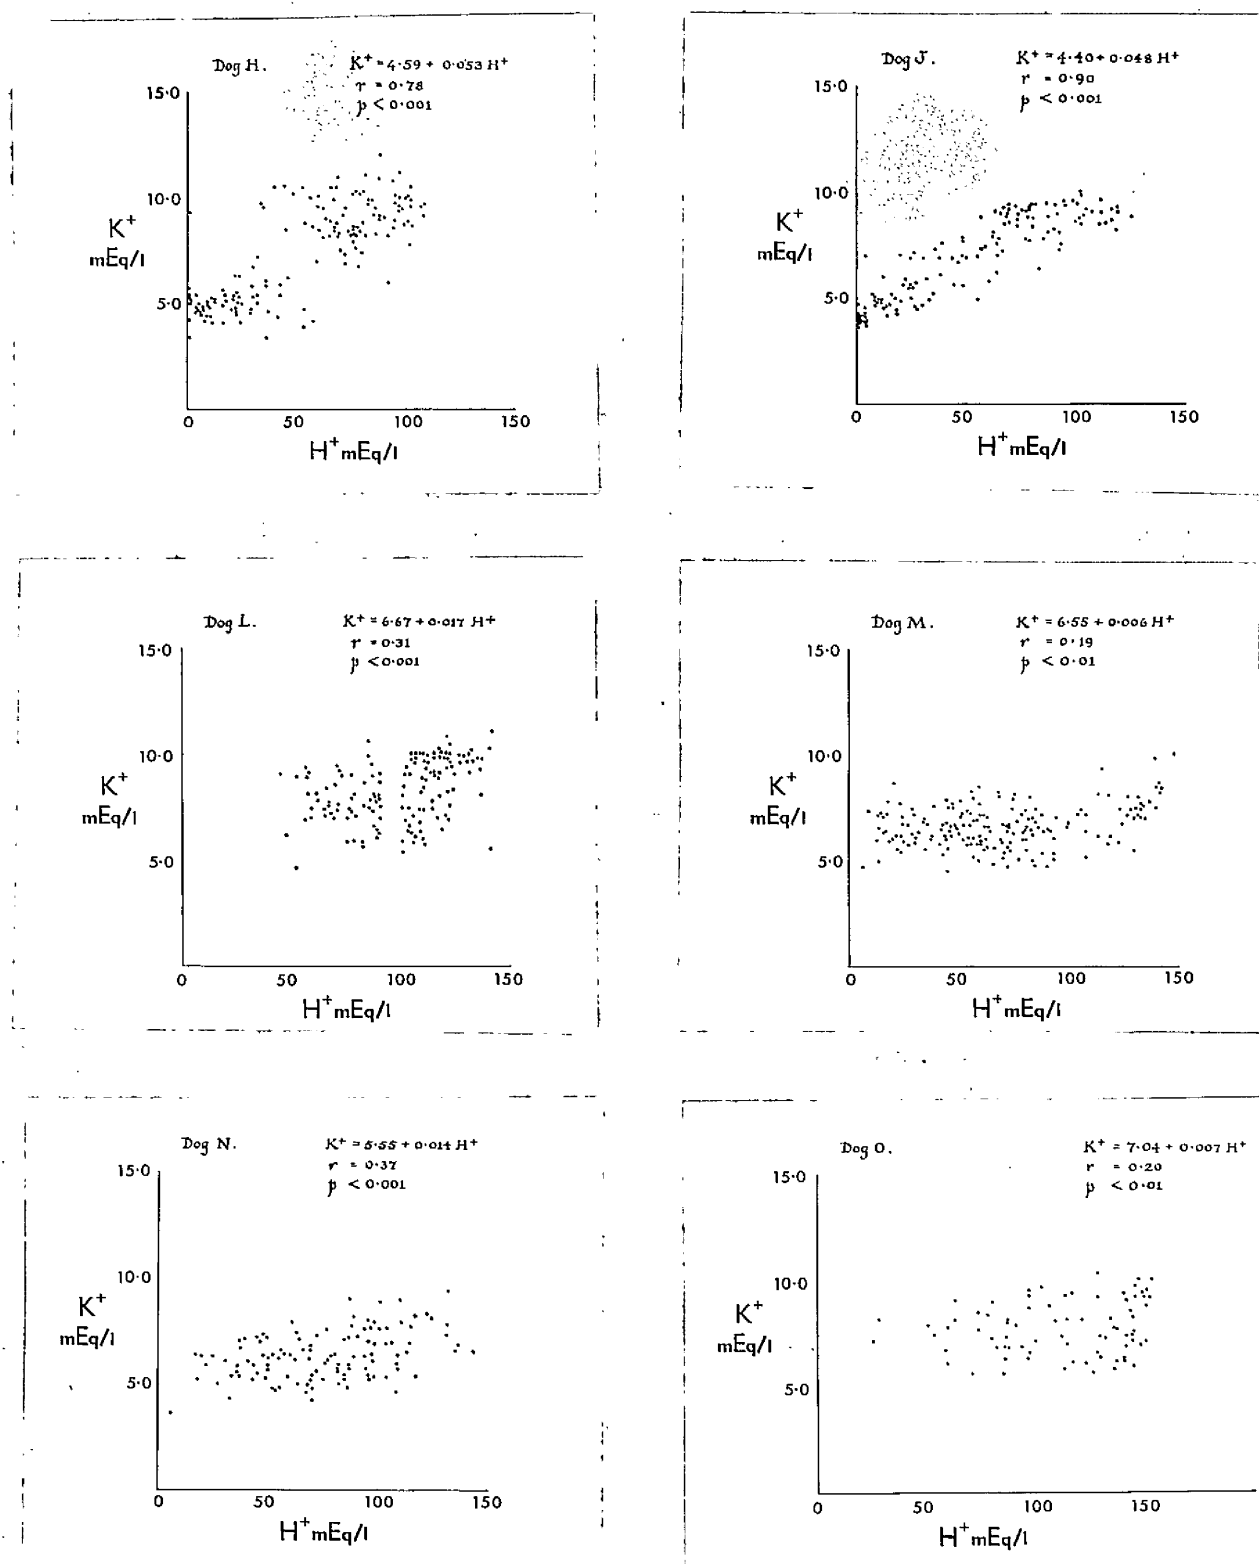 Dog H.
K⁺ = 4·59 + 0·053 H⁺
r = 0·78
p < 0·001
15·0
10·0
K⁺
mEq/l
5·0
0 50 100 150
H⁺ mEq/l
Dog J.
K⁺ = 4·40 + 0·048 H⁺
r = 0·90
p < 0·001
15·0
10·0
K⁺
mEq/l
5·0
0 50 100 150
H⁺ mEq/l
Dog L.
K⁺ = 6·67 + 0·017 H⁺
r = 0·31
p < 0·001
15·0
10·0
K⁺
mEq/l
5·0
0 50 100 150
H⁺ mEq/l
Dog M.
K⁺ = 6·55 + 0·006 H⁺
r = 0·19
p < 0·01
15·0
10·0
K⁺
mEq/l
5·0
0 50 100 150
H⁺ mEq/l
Dog N.
K⁺ = 5·55 + 0·014 H⁺
r = 0·37
p < 0·001
15·0
10·0
K⁺
mEq/l
5·0
0 50 100 150
H⁺ mEq/l
Dog O.
K⁺ = 7·04 + 0·007 H⁺
r = 0·20
p < 0·01
15·0
10·0
K⁺
mEq/l
5·0
0 50 100 150
H⁺ mEq/l